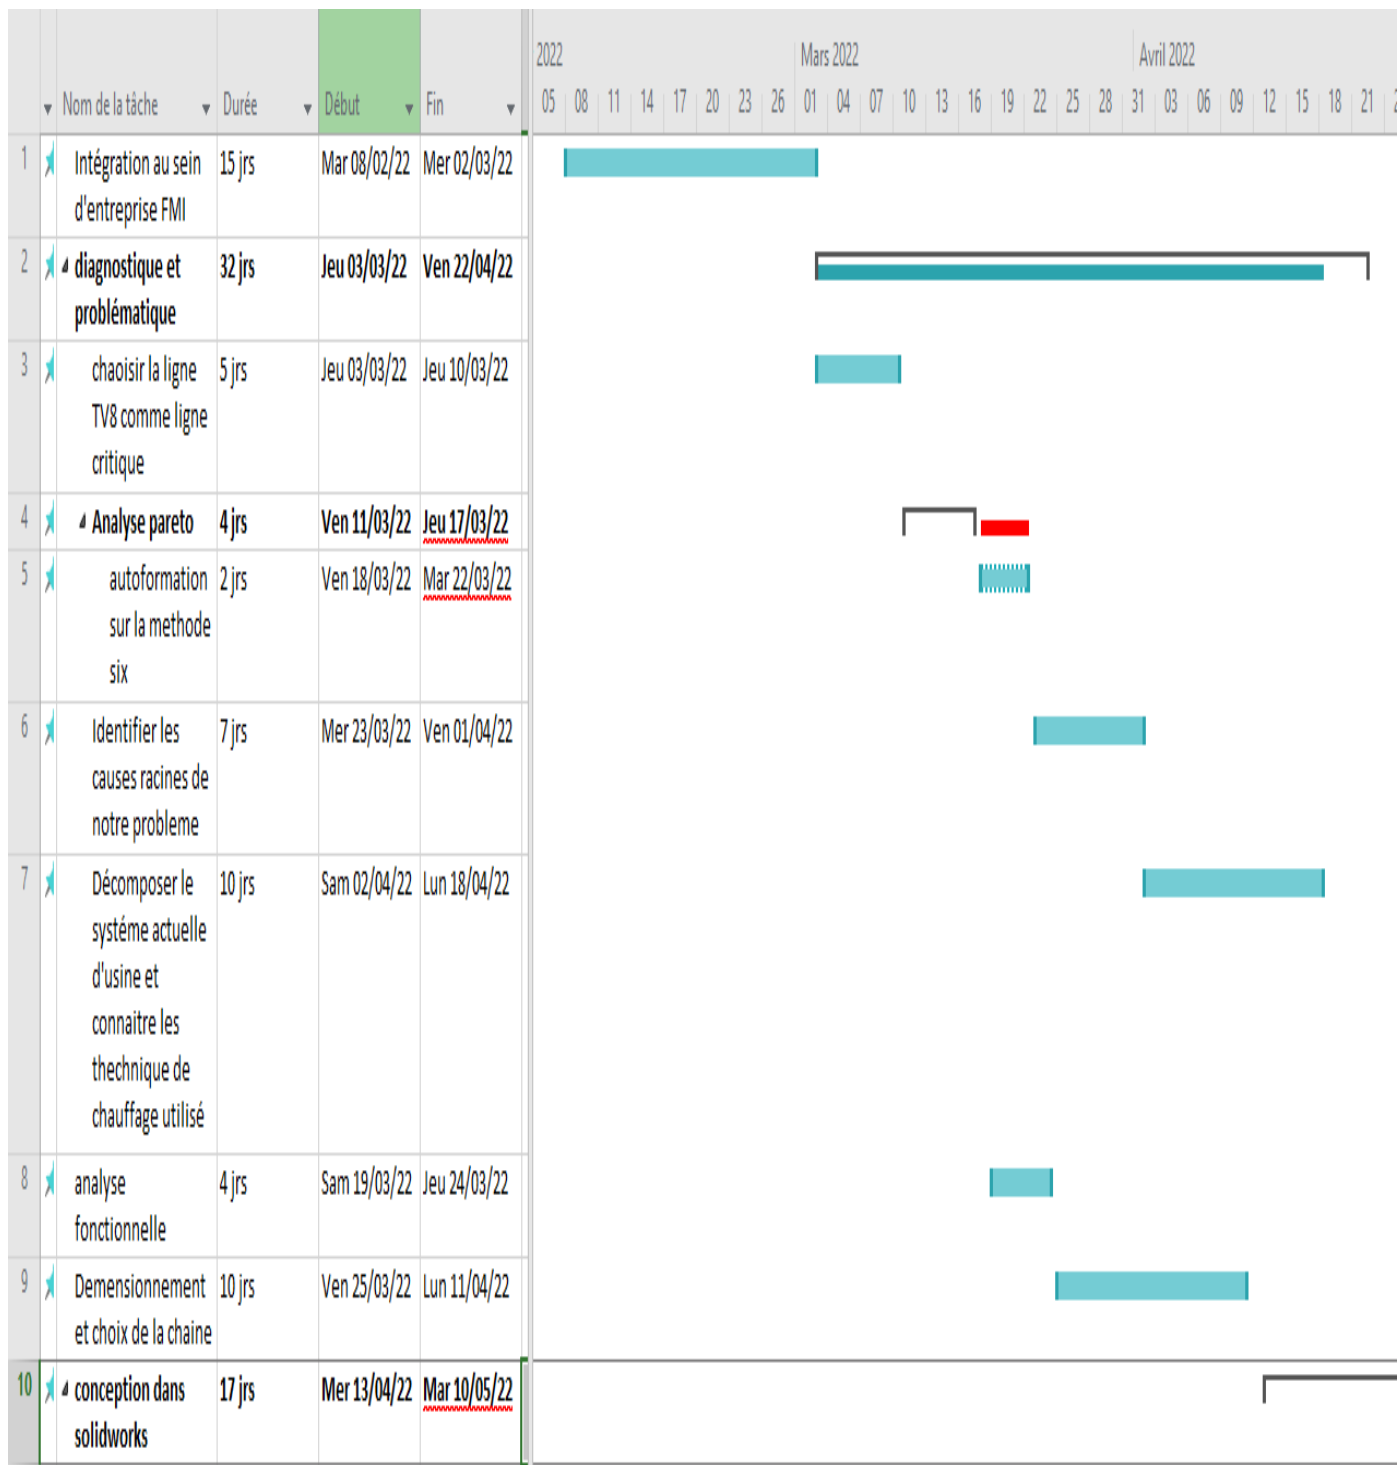 2022 Mars 2022 Avril 2022
Nom de la tâche Durée Début Fin 05 08 11 14 17 20 23 26 01 04 07 10 13 16 19 22 25 28 31 03 06 09 12 15 18 21
1 Intégration au sein 15 jrs Mar 08/02/22 Mer 02/03/22
d'entreprise FMI
2 diagnostique et 32 jrs Jeu 03/03/22 Ven 22/04/22
problématique
3 chaoisir la ligne 5 jrs Jeu 03/03/22 Jeu 10/03/22
TV8 comme ligne
critique
4 Analyse pareto 4 jrs Ven 11/03/22 Jeu 17/03/22
5 autoformation 2 jrs Ven 18/03/22 Mar 22/03/22
sur la methode
six
6 Identifier les 7 jrs Mer 23/03/22 Ven 01/04/22
causes racines de
notre probleme
7 Décomposer le 10 jrs Sam 02/04/22 Lun 18/04/22
systéme actuelle
d'usine et
connaitre les
thechnique de
chauffage utilisé
8 analyse 4 jrs Sam 19/03/22 Jeu 24/03/22
fonctionnelle
9 Demensionnement 10 jrs Ven 25/03/22 Lun 11/04/22
et choix de la chaine
10 conception dans 17 jrs Mer 13/04/22 Mar 10/05/22
solidworks